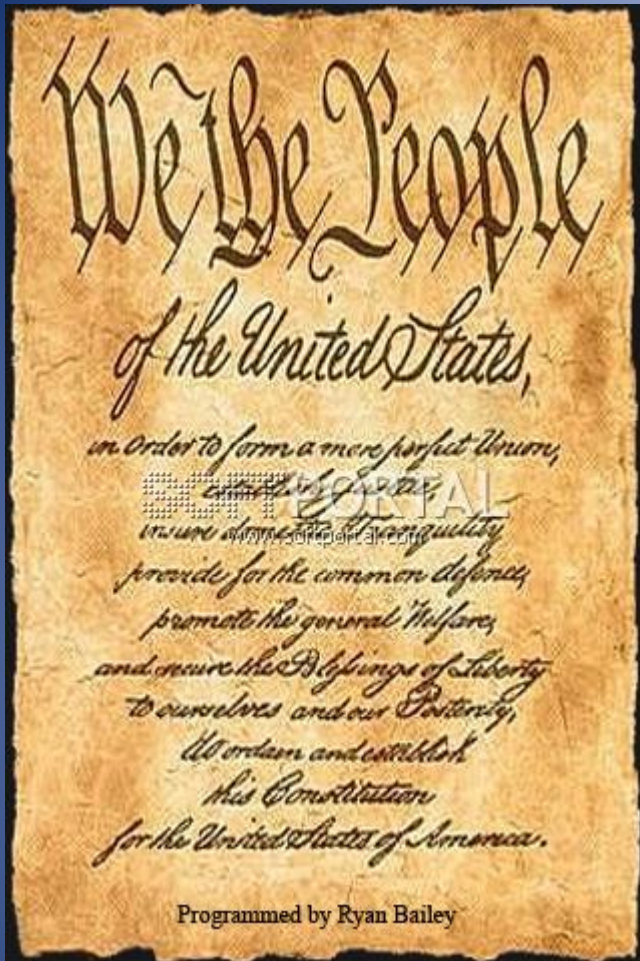 We the People
of the United States,
in Order to form a more perfect Union,
establish Justice,
SOFTPORTAL
insure domestic Tranquility
www.softportal.com
provide for the common defence,
promote the general Welfare,
and secure the Blessings of Liberty
to ourselves and our Posterity,
do ordain and establish
this Constitution
for the United States of America.
Programmed by Ryan Bailey